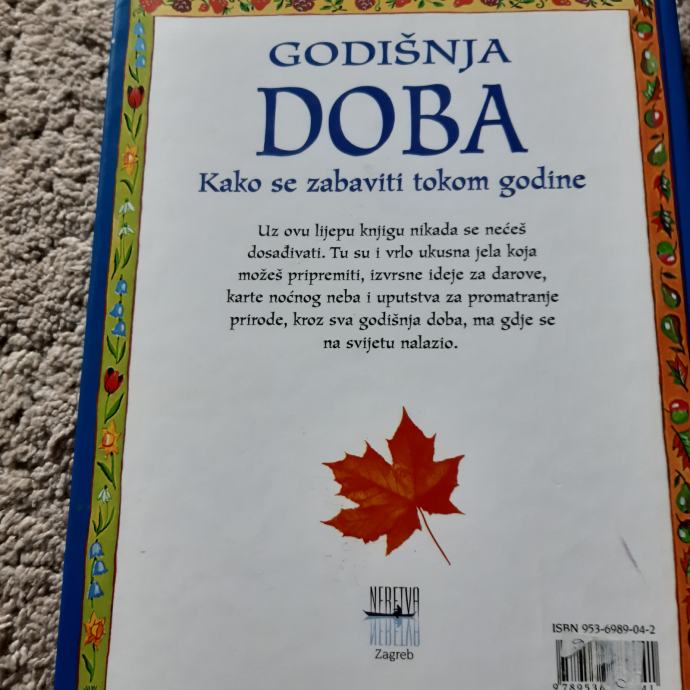 GODIŠNJA
DOBA
Kako se zabaviti tokom godine
Uz ovu lijepu knjigu nikada se nećeš
dosađivati. Tu su i vrlo ukusna jela koja
možeš pripremiti, izvrsne ideje za darove,
karte noćnog neba i uputstva za promatranje
prirode, kroz sva godišnja doba, ma gdje se
na svijetu nalazio.
NERETVA
Zagreb
ISBN 953-6989-04-2